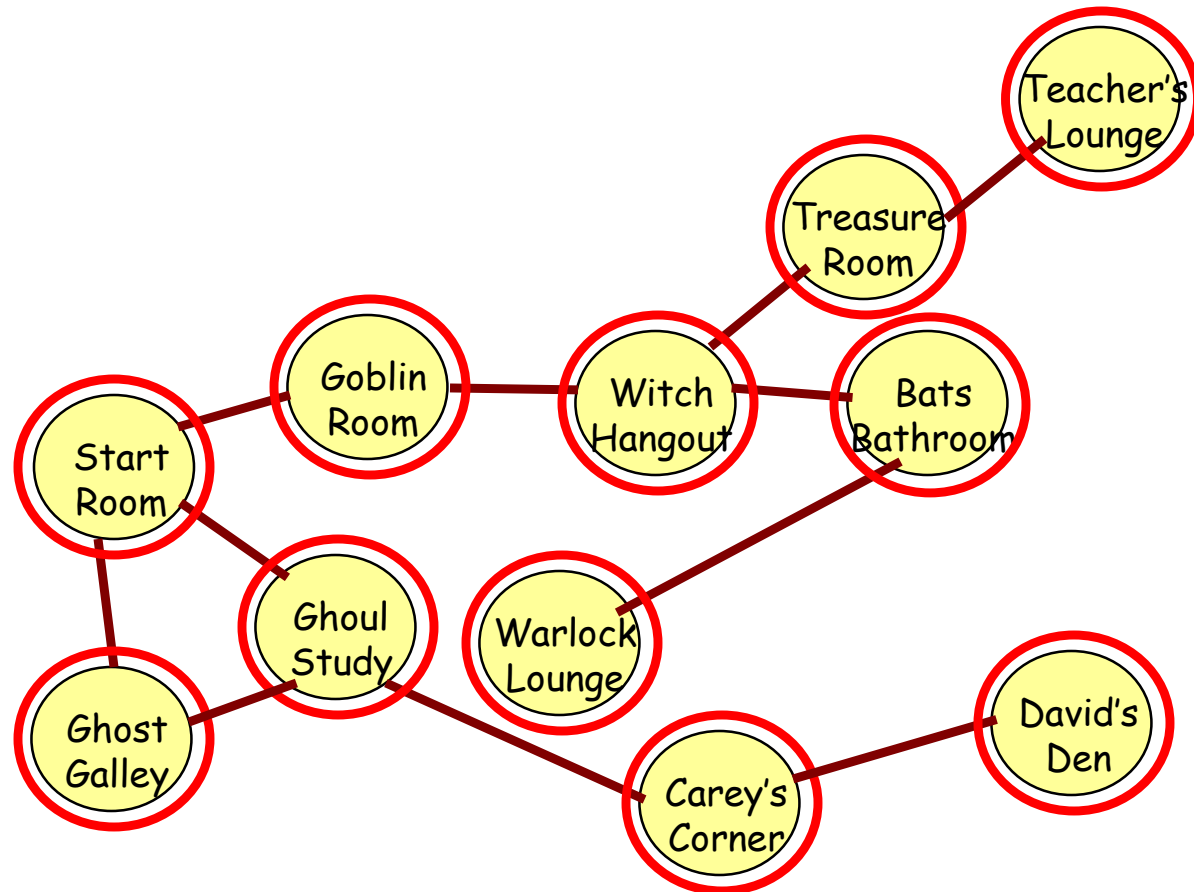 Teacher's
Lounge
Treasure
Room
Goblin
Room
Witch
Hangout
Bats
Bathroom
Start
Room
Ghoul
Study
Warlock
Lounge
Ghost
Galley
Carey's
Corner
David's
Den